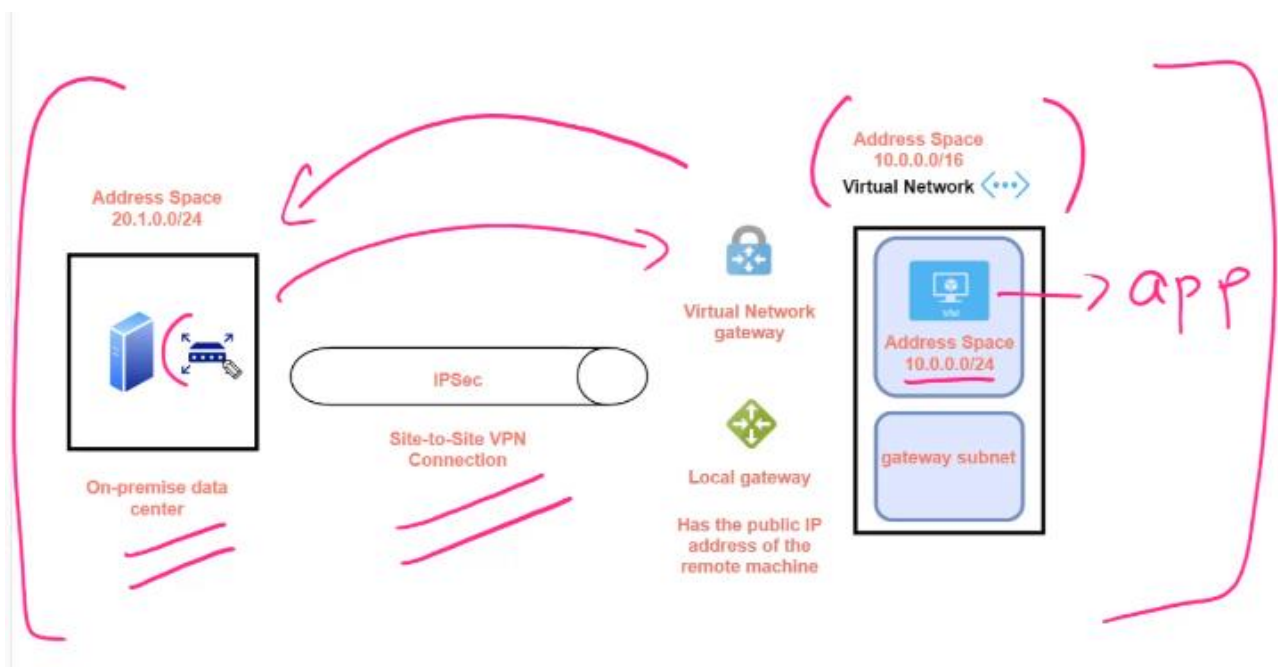 Address Space
10.0.0.0/16
Virtual Network
Address Space
20.1.0.0/24
Virtual Network
gateway
app
Address Space
10.0.0.0/24
IPSec
Site-to-Site VPN
Connection
Local gateway
gateway subnet
On-premise data
center
Has the public IP
address of the
remote machine